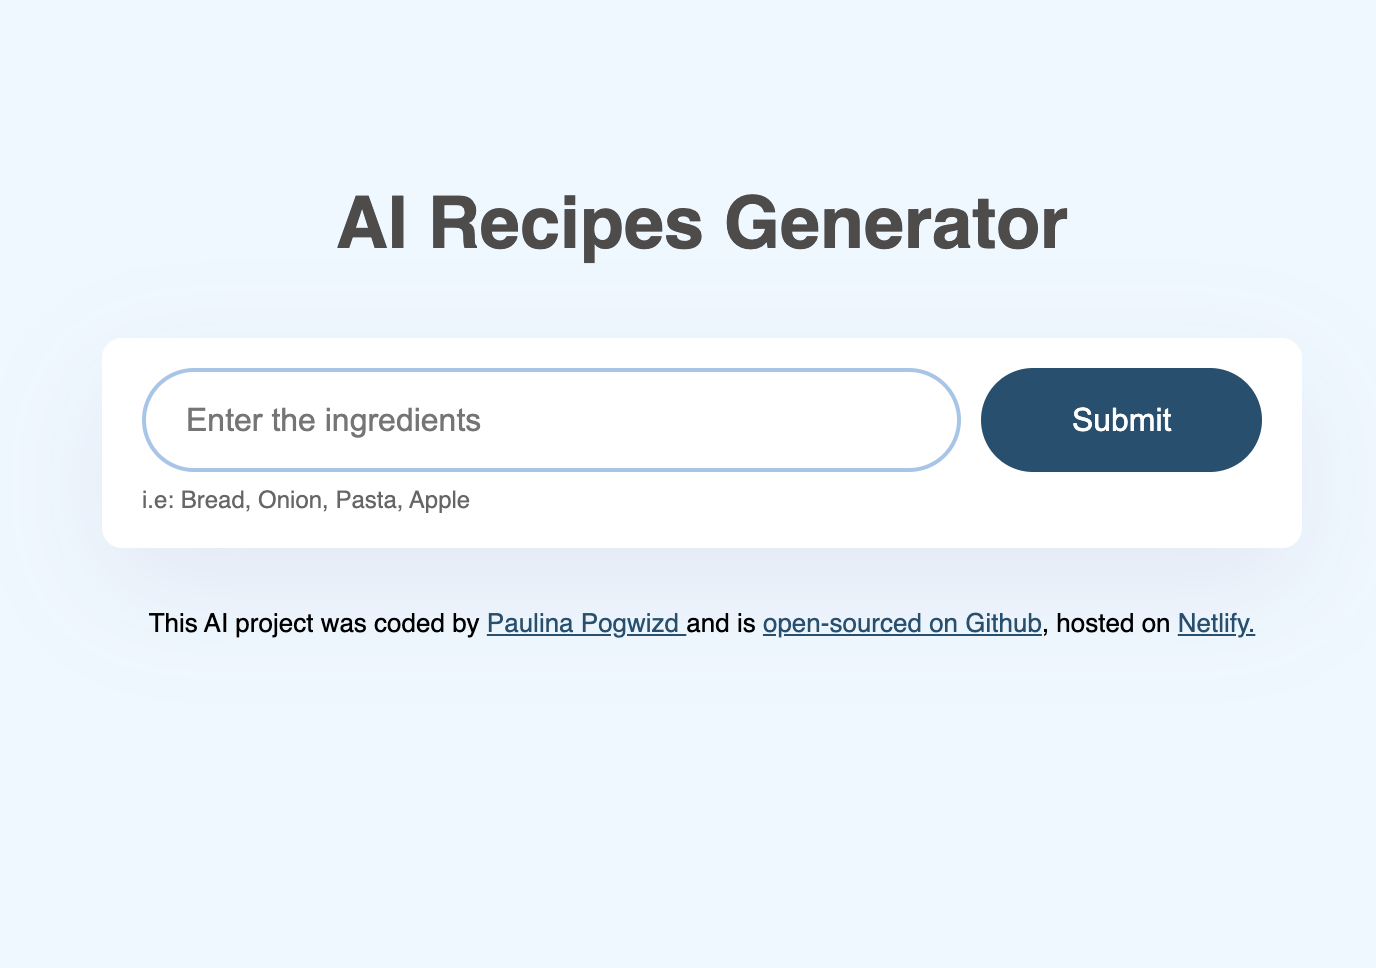 AI Recipes Generator
Enter the ingredients
Submit
i.e: Bread, Onion, Pasta, Apple
This AI project was coded by Paulina Pogwizd and is open-sourced on Github, hosted on Netlify.